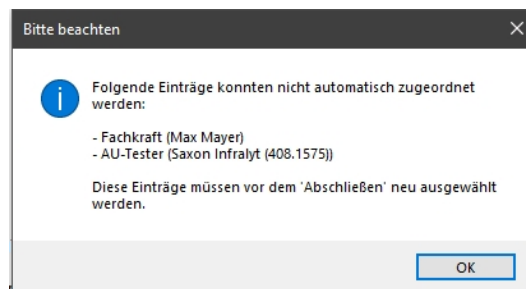 Bitte beachten
Folgende Einträge konnten nicht automatisch zugeordnet
werden:
- Fachkraft (Max Mayer)
- AU-Tester (Saxon Infralyt (408.1575))
Diese Einträge müssen vor dem 'Abschließen' neu ausgewählt
werden.
OK